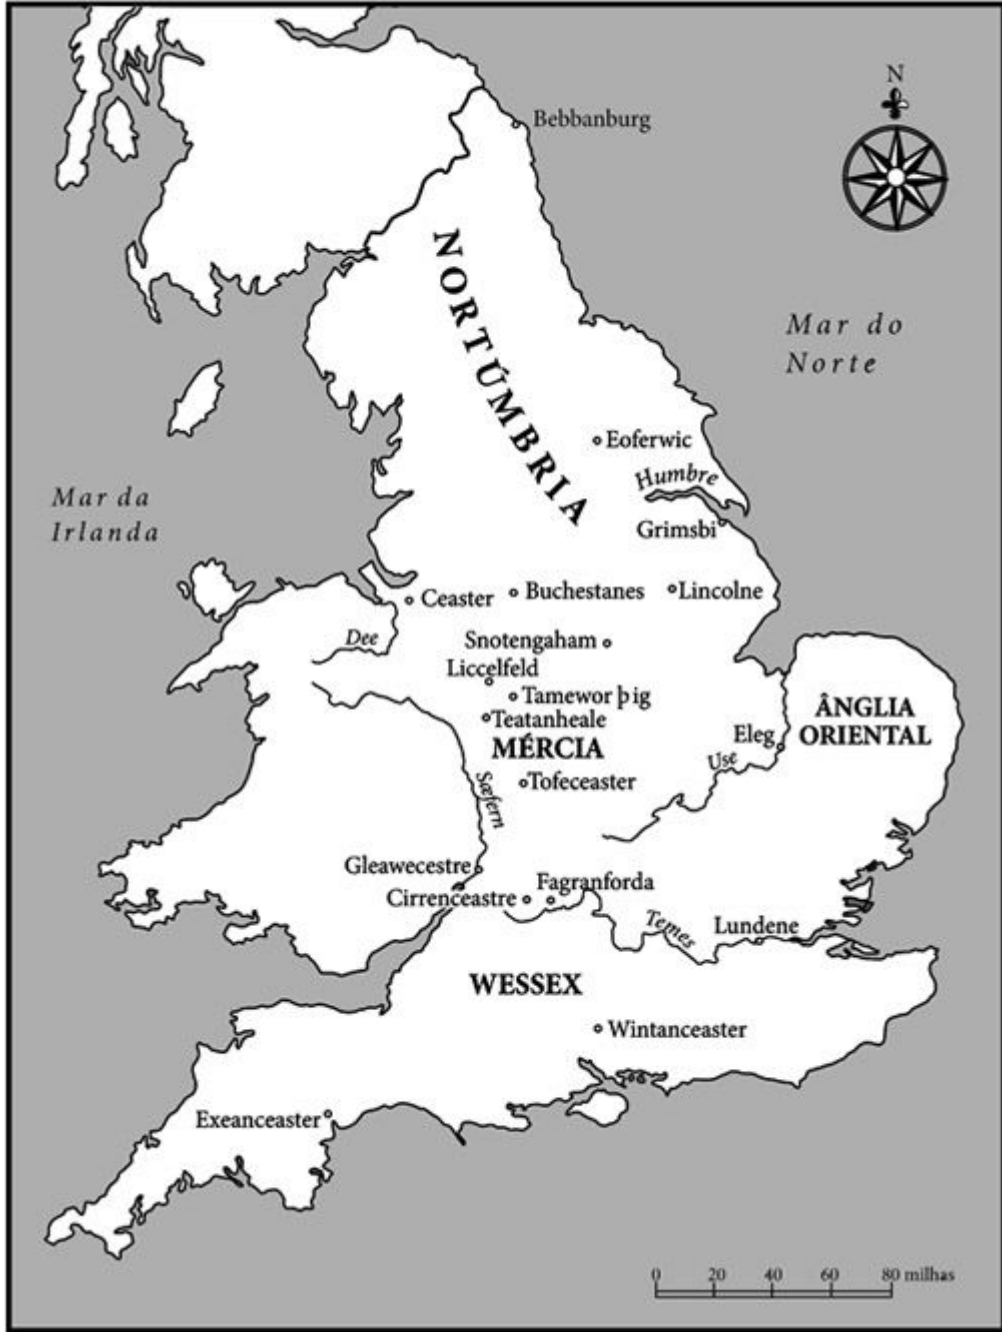 N
Bebbanburg
NORTÚMBRIA
Mar do
Norte
Eoferwic
Humbre
Mar da
Irlanda
Grimsbi
Ceaster
Buchestanes
Lincolne
Dee
Snotengaham
Liccelfeld
Tamewor þig
Teatanheale
ÂNGLIA
ORIENTAL
MÉRCIA
Eleg
Use
Tofeceaster
Sæfern
Gleawecestre
Fagranforda
Cirrenceastre
Temes
Lundene
WESSEX
Wintanceaster
Exeanceaster
0 20 40 60 80 milhas